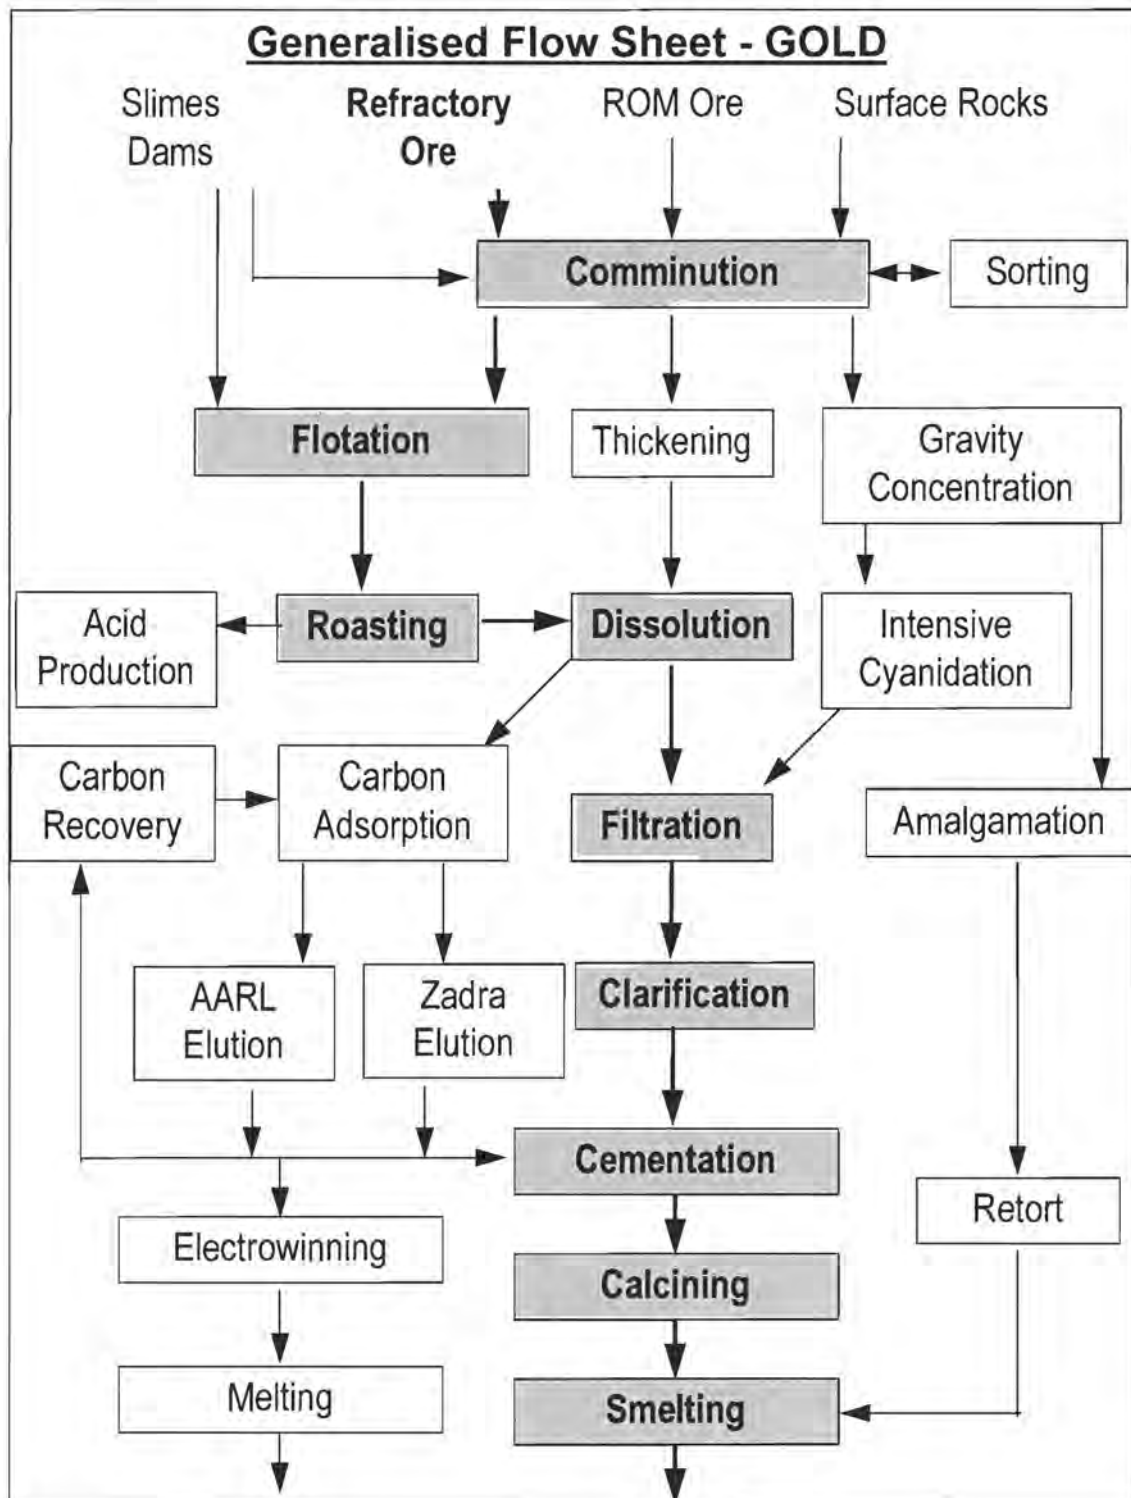 Generalised Flow Sheet - GOLD
Slimes
Dams
Refractory
Ore
ROM Ore
Surface Rocks
Comminution
Sorting
Flotation
Thickening
Gravity
Concentration
Acid
Production
Roasting
Dissolution
Intensive
Cyanidation
Carbon
Recovery
Carbon
Adsorption
Filtration
Amalgamation
AARL
Elution
Zadra
Elution
Clarification
Cementation
Retort
Electrowinning
Calcining
Melting
Smelting